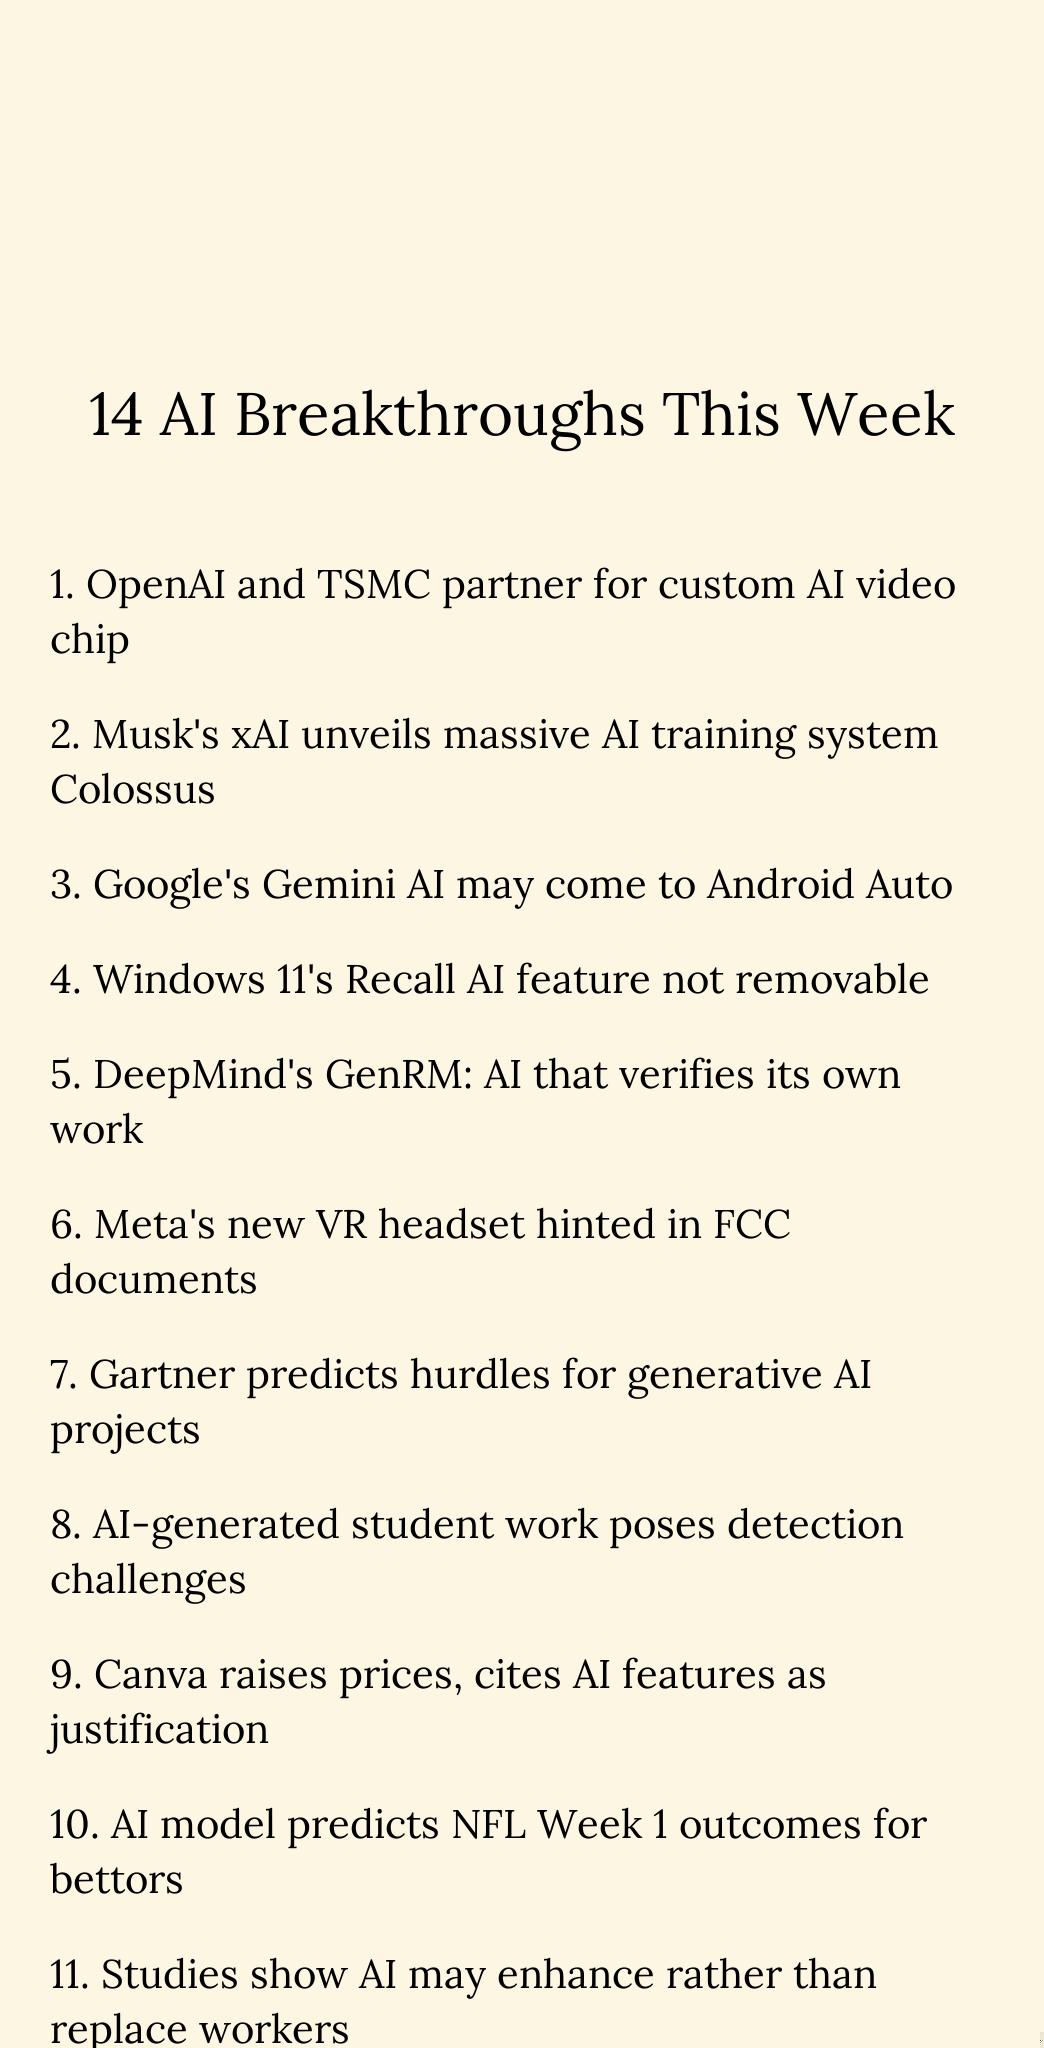 14 AI Breakthroughs This Week
1. OpenAI and TSMC partner for custom AI video
chip
2. Musk's xAI unveils massive AI training system
Colossus
3. Google's Gemini AI may come to Android Auto
4. Windows 11's Recall AI feature not removable
5. DeepMind's GenRM: AI that verifies its own
work
6. Meta's new VR headset hinted in FCC
documents
7. Gartner predicts hurdles for generative AI
projects
8. AI-generated student work poses detection
challenges
9. Canva raises prices, cites AI features as
justification
10. AI model predicts NFL Week 1 outcomes for
bettors
11. Studies show AI may enhance rather than
replace workers